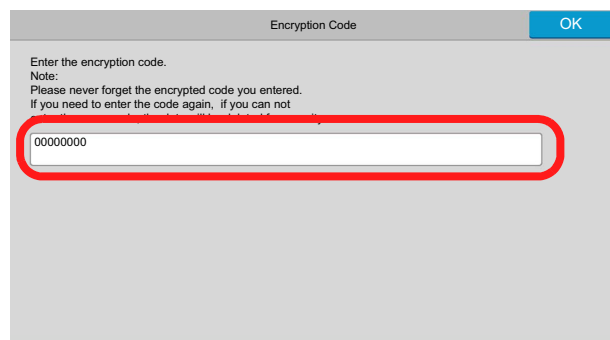 Encryption Code
OK
Enter the encryption code.
Note:
Please never forget the encrypted code you entered.
If you need to enter the code again, if you can not
00000000